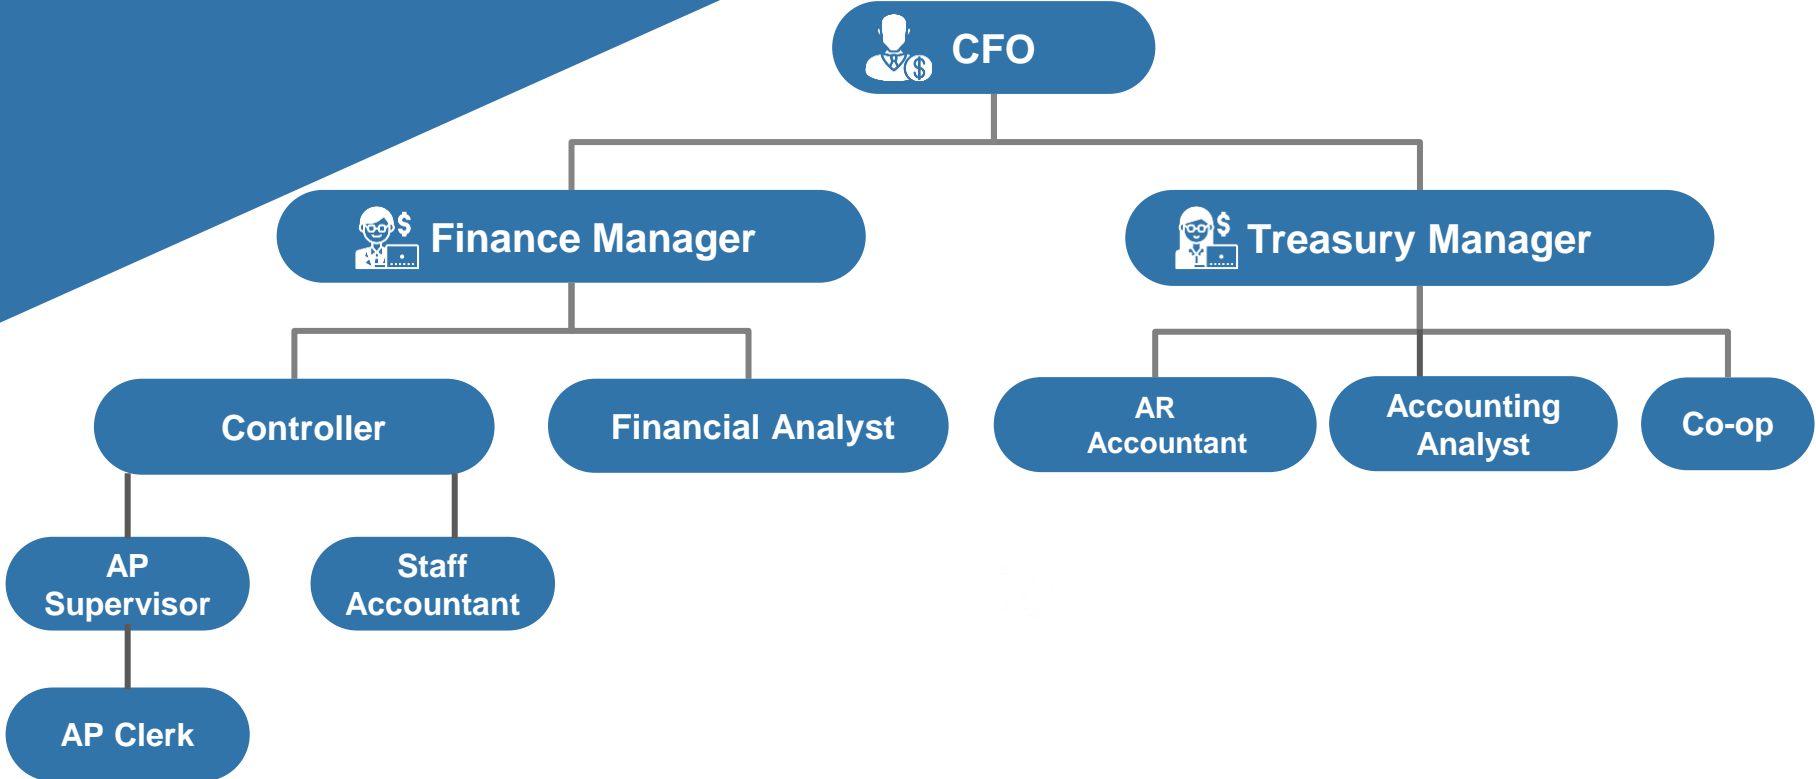 CFO
$
Finance Manager
$
Treasury Manager
$
Controller
Financial Analyst
AR
Accountant
Accounting
Analyst
Co-op
AP
Supervisor
Staff
Accountant
AP Clerk